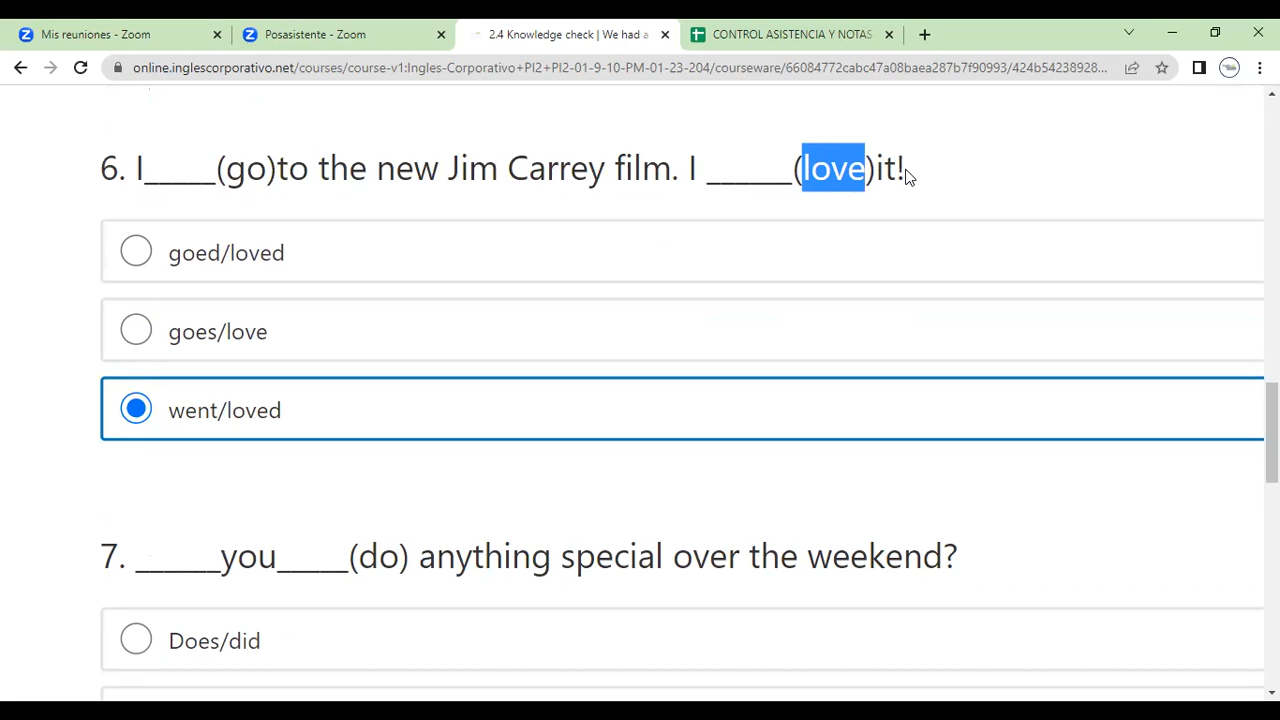 Mis reuniones - Zoom
Posasistente - Zoom
2.4 Knowledge check | We had a
CONTROL ASISTENCIA Y NOTAS
online.inglescorporativo.net/courses/course-v1:Ingles-Corporativo+PI2+PI2-01-9-10-PM-01-23-204/courseware/66084772cabc47a08baea287b7f90993/424b54238928...
6. I_____(go)to the new Jim Carrey film. I ______(love)it!
goed/loved
goes/love
went/loved
7. ______you_____(do) anything special over the weekend?
Does/did